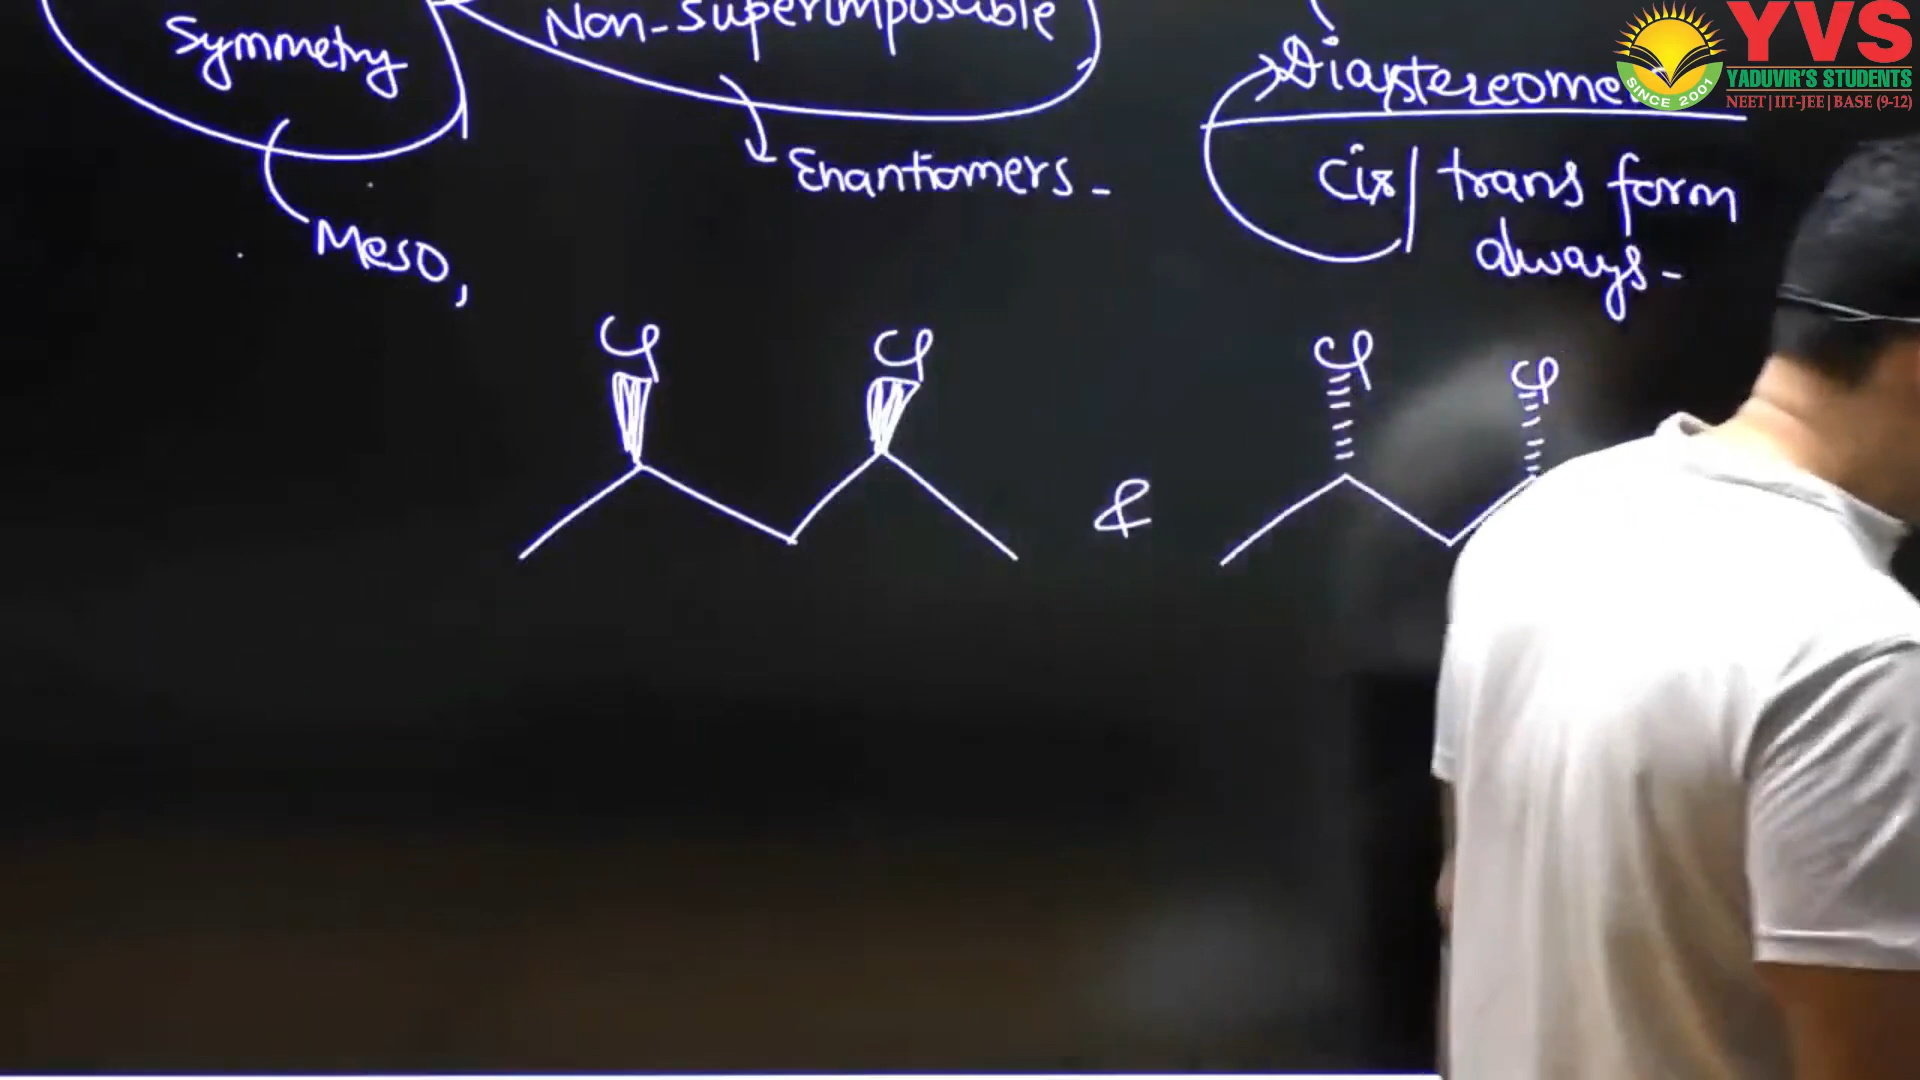 Symmetry
Non-Superimposable
Meso,
Enantiomers -
Cis / trans form
always -
Cl
Cl
&
Cl
Cl
YVS
YADUVIR'S STUDENTS
NEET | IIT-JEE | BASE (9-12)
SINCE 2001